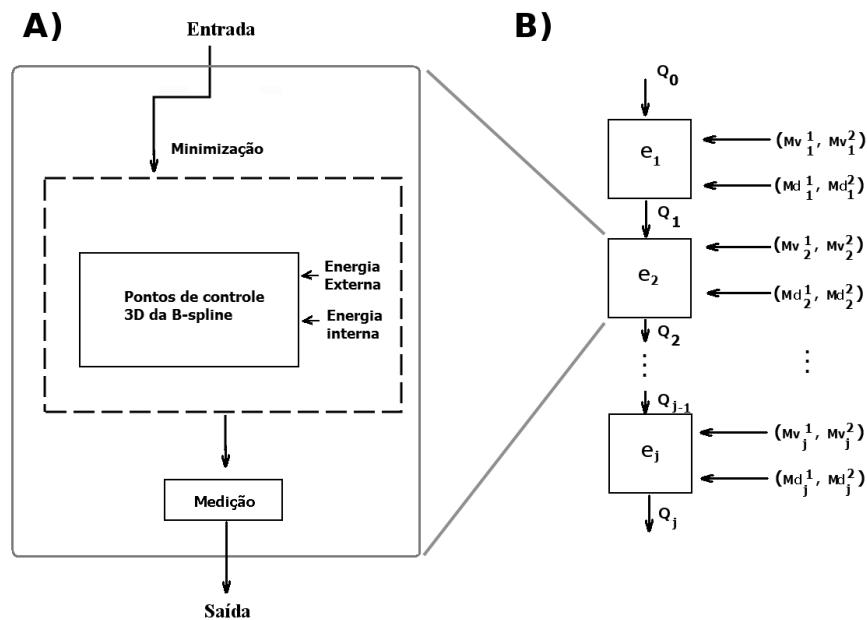 A)
Entrada
Minimização
Energia
Externa
Pontos de controle
3D da B-spline
Energia
interna
Medição
Saída
B)
Q0
e1
(Mv11, Mv12)
(Md11, Md12)
Q1
e2
(Mv21, Mv22)
(Md21, Md22)
Q2
⋮ ⋮
Qj-1
ej
(Mvj1, Mvj2)
(Mdj1, Mdj2)
Qj